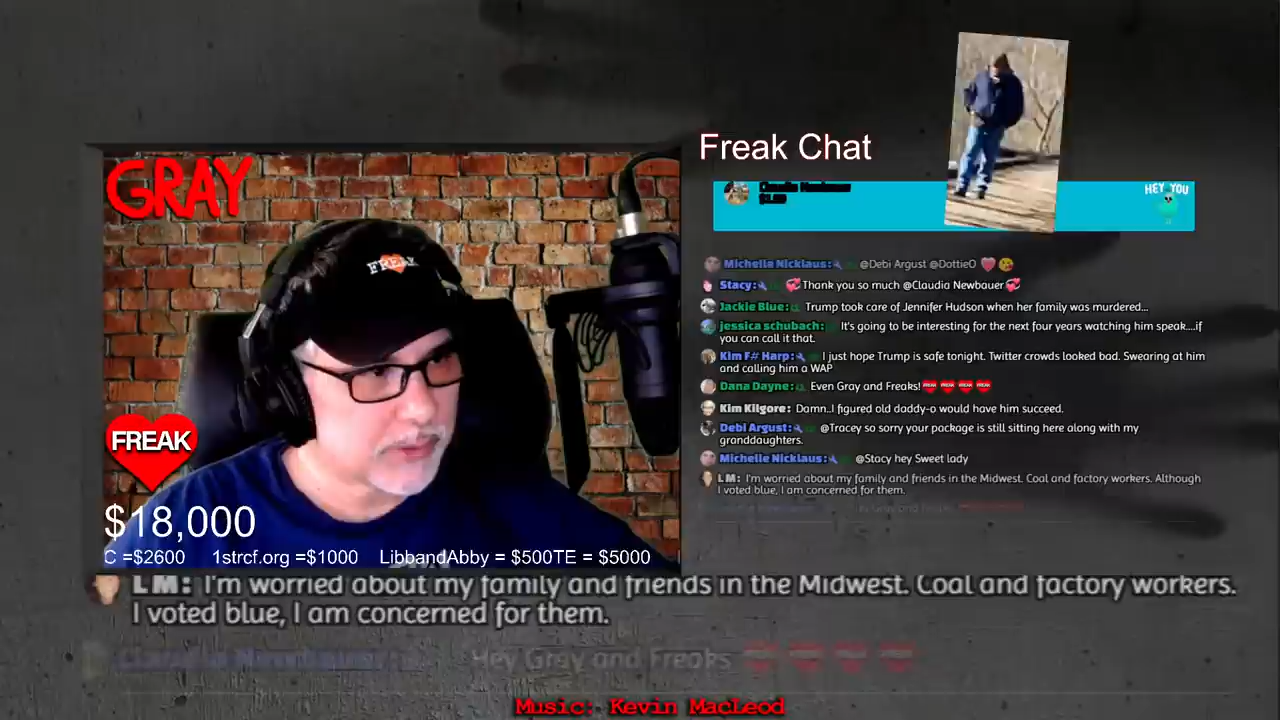 GRAY
FREAK
FREAK
$18,000
C =$2600 1strcf.org =$1000 LibbandAbby = $500TE = $5000
Freak Chat
Claudia Newbauer
HEY YOU
Michelle Nicklaus: @Debi Argust @DottieO
Stacy: Thank you so much @Claudia Newbauer
Jackie Blue: Trump took care of Jennifer Hudson when her family was murdered...
jessica schubach: It's going to be interesting for the next four years watching him speak....if
you can call it that.
Kim F# Harp: I just hope Trump is safe tonight. Twitter crowds looked bad. Swearing at him
and calling him a WAP
Dana Dayne: Even Gray and Freaks!
Kim Kilgore: Damn..I figured old daddy-o would have him succeed.
Debi Argust: @Tracey so sorry your package is still sitting here along with my
granddaughters.
Michelle Nicklaus: @Stacy hey Sweet lady
L M: I'm worried about my family and friends in the Midwest. Coal and factory workers. Although
I voted blue, I am concerned for them.
L M: I'm worried about my family and friends in the Midwest. Coal and factory workers.
I voted blue, I am concerned for them.
Claudia Newbauer Hey Gray and Freaks
Music: Kevin MacLeod